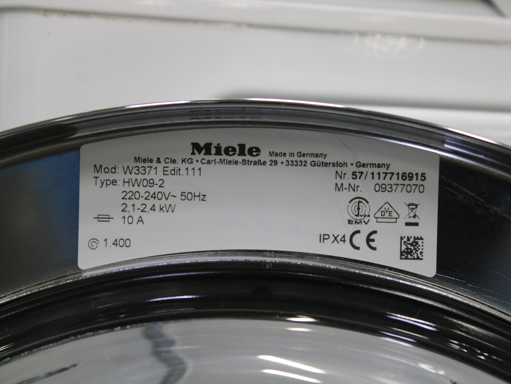 Miele Made in Germany
Miele & Cie. KG • Carl-Miele-Straße 29 • 33332 Gütersloh • Germany
Mod: W3371 Edit.111 Nr. 57/117716915
Type: HW09-2 M-Nr. 09377070
220-240V~ 50Hz
2,1-2,4 kW
10 A
EMV
1.400 IPX4 CE